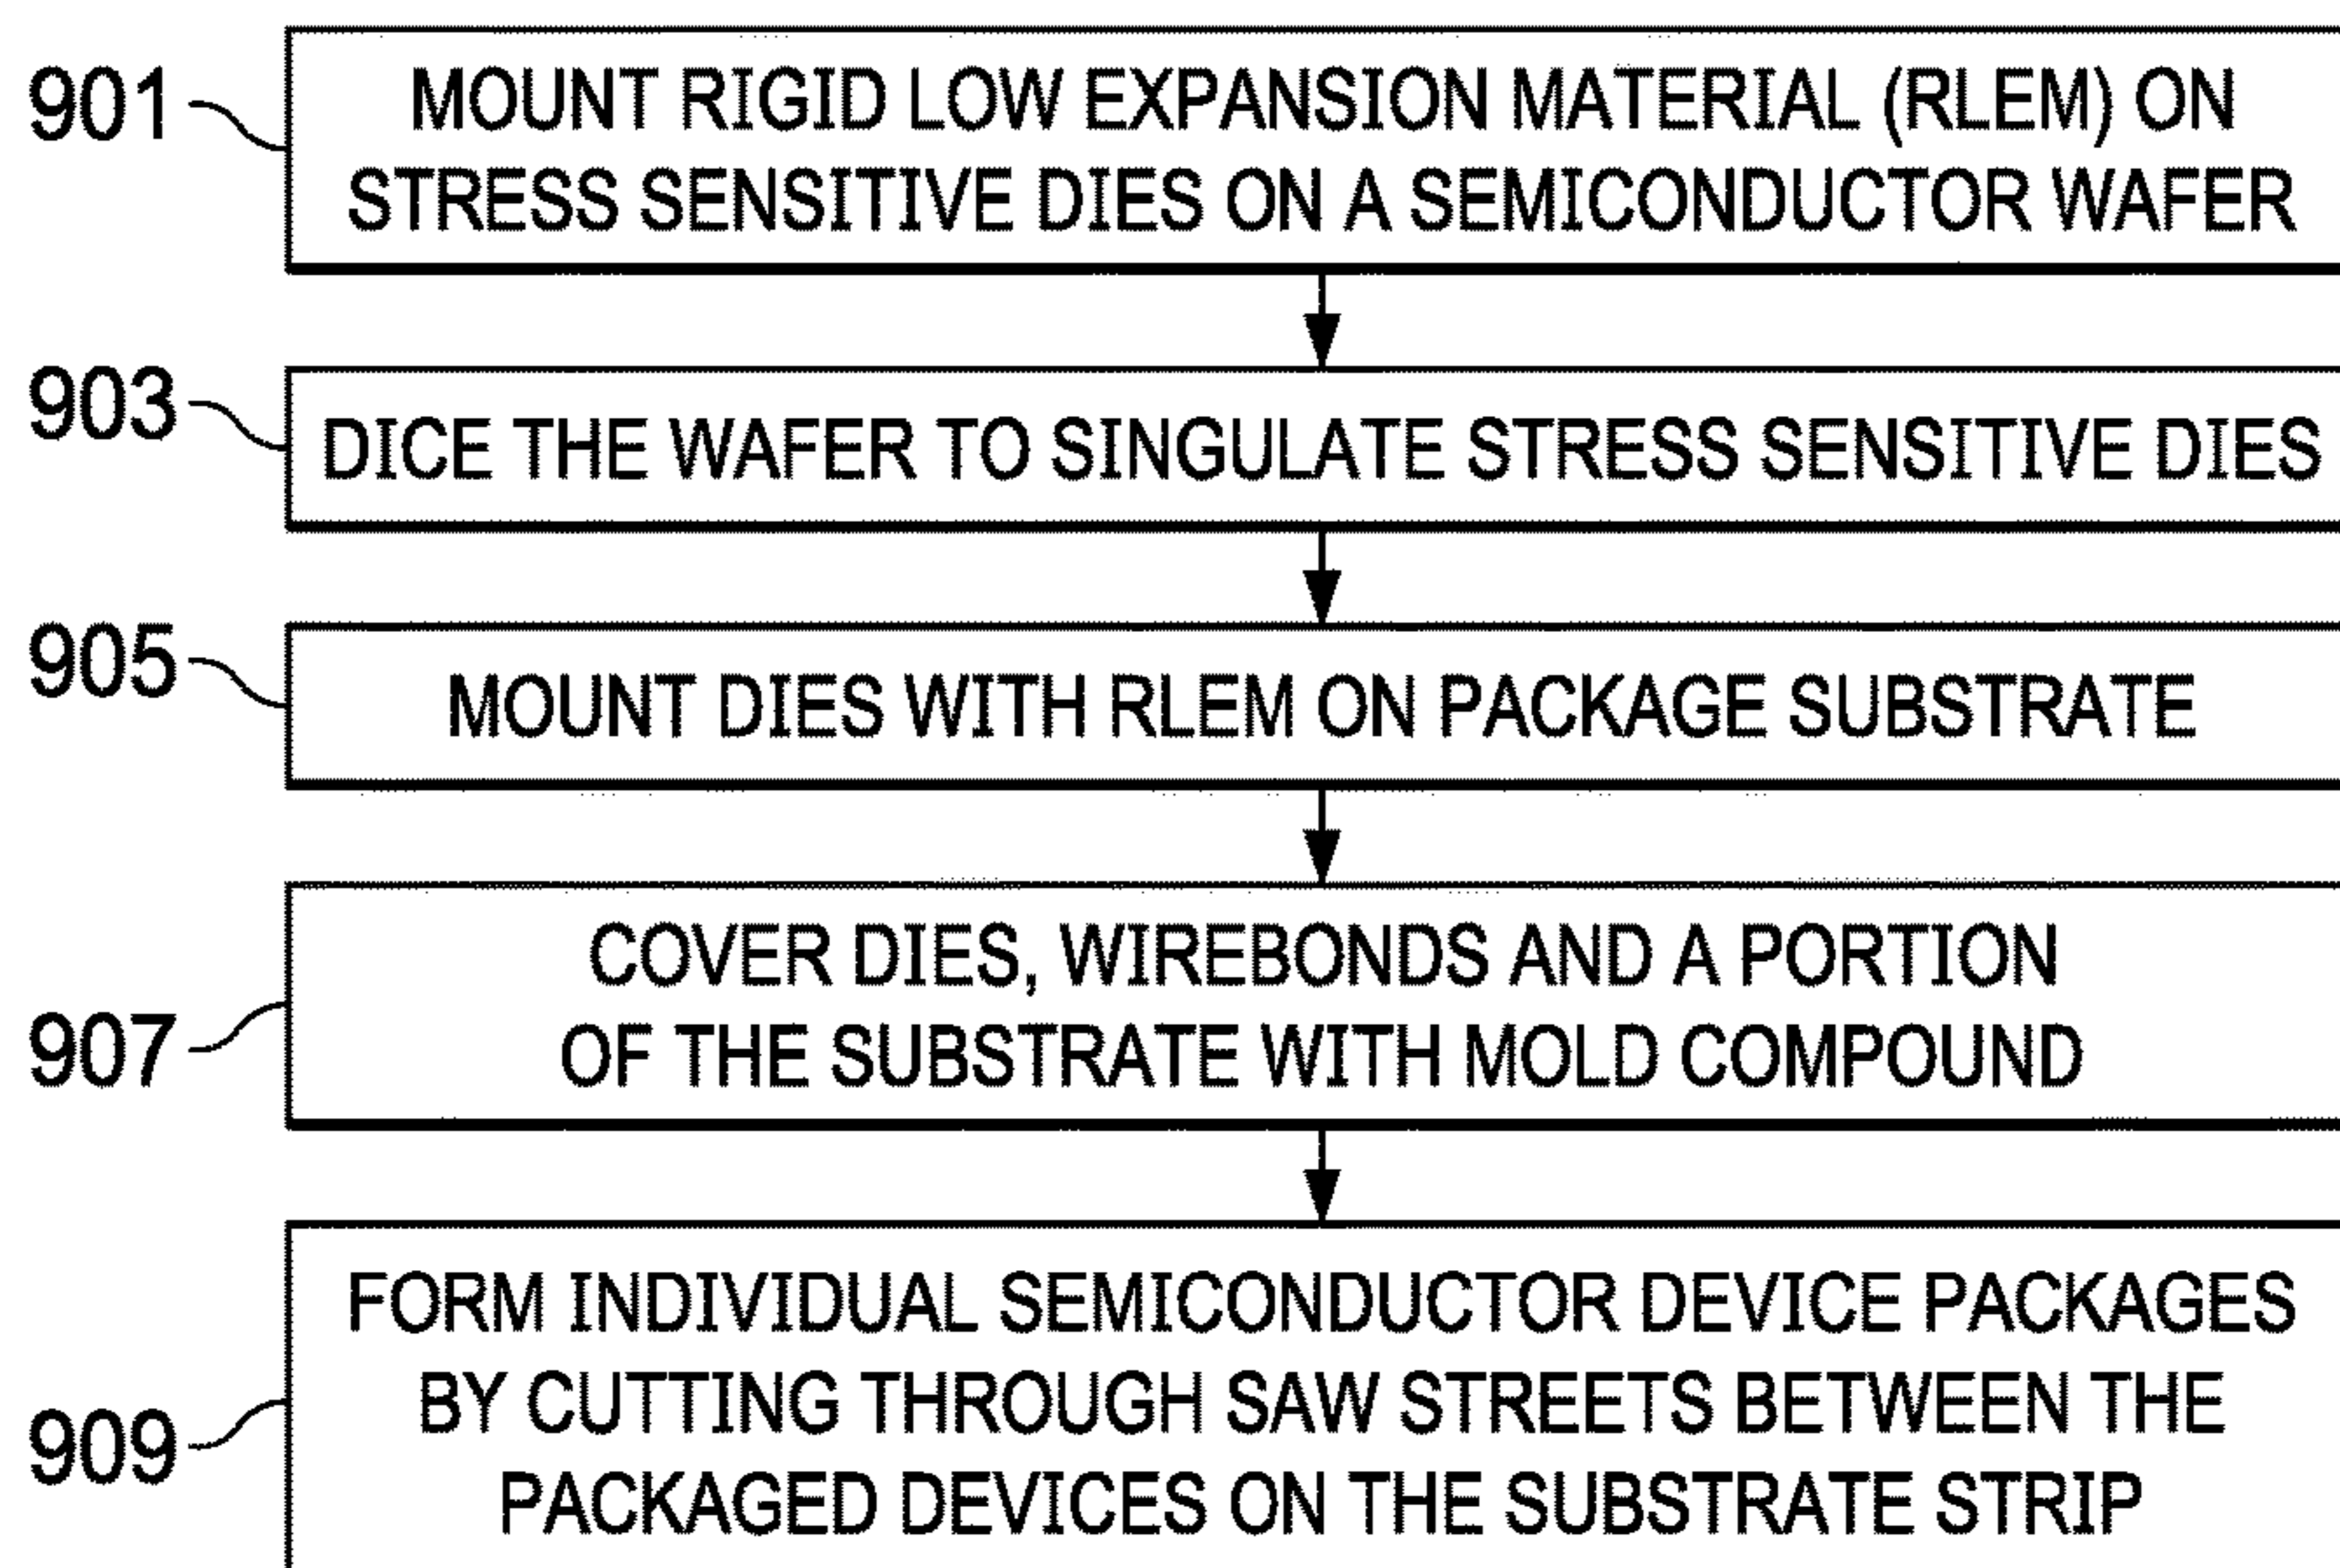 901
MOUNT RIGID LOW EXPANSION MATERIAL (RLEM) ON
STRESS SENSITIVE DIES ON A SEMICONDUCTOR WAFER
903
DICE THE WAFER TO SINGULATE STRESS SENSITIVE DIES
905
MOUNT DIES WITH RLEM ON PACKAGE SUBSTRATE
907
COVER DIES, WIREBONDS AND A PORTION
OF THE SUBSTRATE WITH MOLD COMPOUND
909
FORM INDIVIDUAL SEMICONDUCTOR DEVICE PACKAGES
BY CUTTING THROUGH SAW STREETS BETWEEN THE
PACKAGED DEVICES ON THE SUBSTRATE STRIP